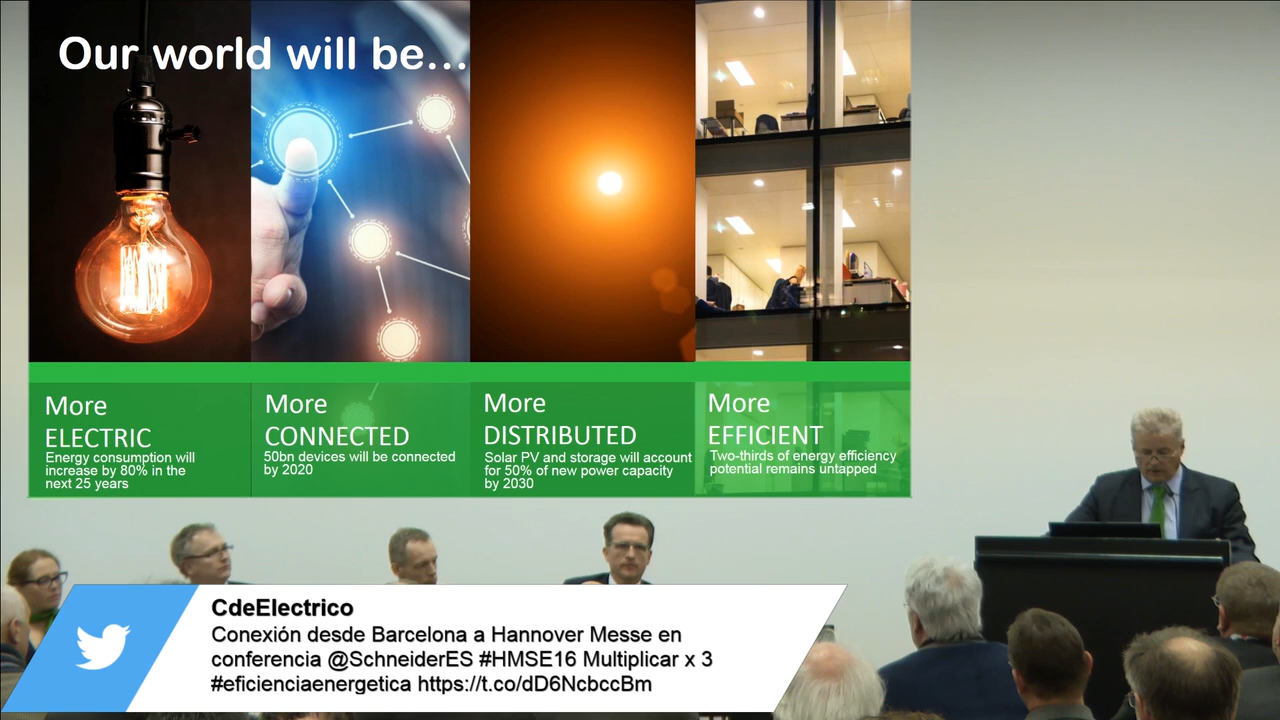 Our world will be...
More
ELECTRIC
Energy consumption will
increase by 80% in the
next 25 years
More
CONNECTED
50bn devices will be connected
by 2020
More
DISTRIBUTED
Solar PV and storage will account
for 50% of new power capacity
by 2030
More
EFFICIENT
Two-thirds of energy efficiency
potential remains untapped
CdeElectrico
Conexión desde Barcelona a Hannover Messe en
conferencia @SchneiderES #HMSE16 Multiplicar x 3
#eficienciaenergetica https://t.co/dD6NcbccBm